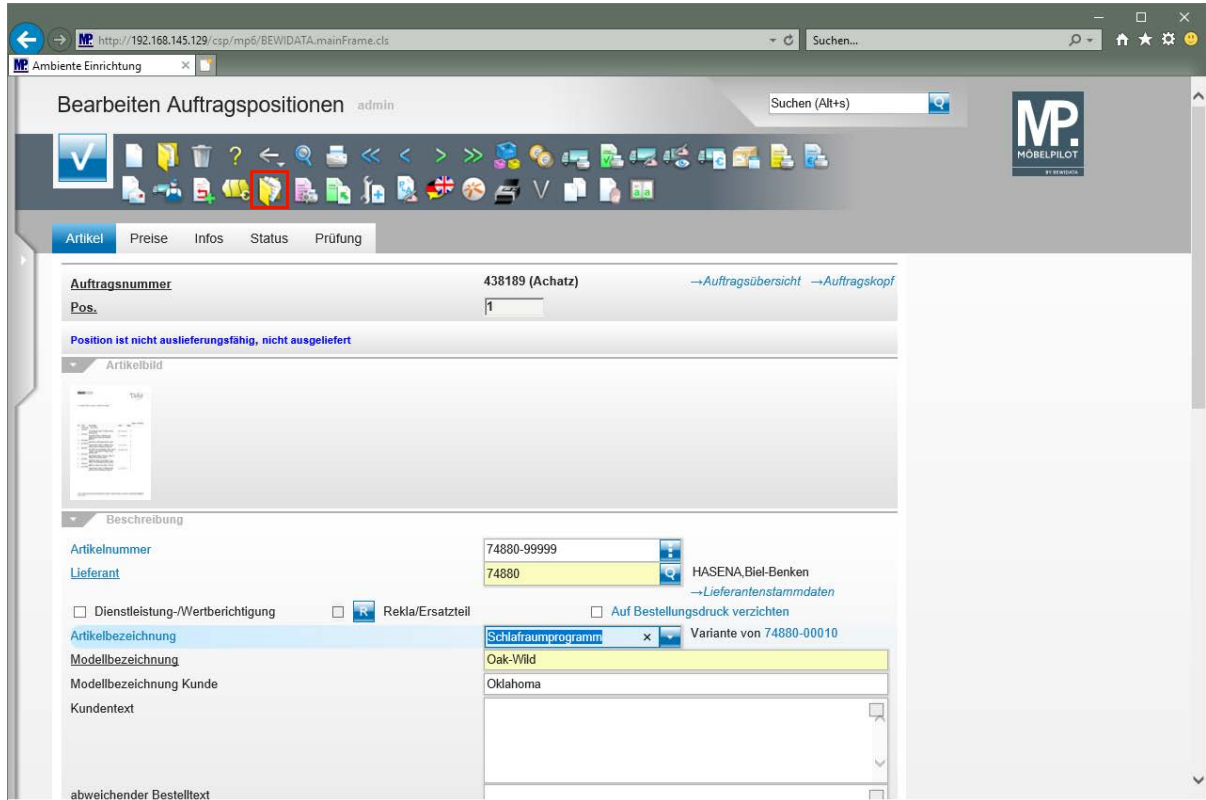 http://192.168.145.129/csp/mp6/BEWIDATA.mainFrame.cls
Suchen...
Ambiente Einrichtung
Bearbeiten Auftragspositionen admin
Suchen (Alt+s)
MP.
MÖBELPILOT
BY BEWIDATA
Artikel Preise Infos Status Prüfung
Auftragsnummer 438189 (Achatz) →Auftragsübersicht →Auftragskopf
Pos. 1
Position ist nicht auslieferungsfähig, nicht ausgeliefert
Artikelbild
Beschreibung
Artikelnummer 74880-99999
Lieferant 74880 HASENA,Biel-Benken
→Lieferantenstammdaten
Dienstleistung-/Wertberichtigung R Rekla/Ersatzteil Auf Bestellungsdruck verzichten
Artikelbezeichnung Schlafraumprogramm Variante von 74880-00010
Modellbezeichnung Oak-Wild
Modellbezeichnung Kunde Oklahoma
Kundentext
abweichender Bestelltext